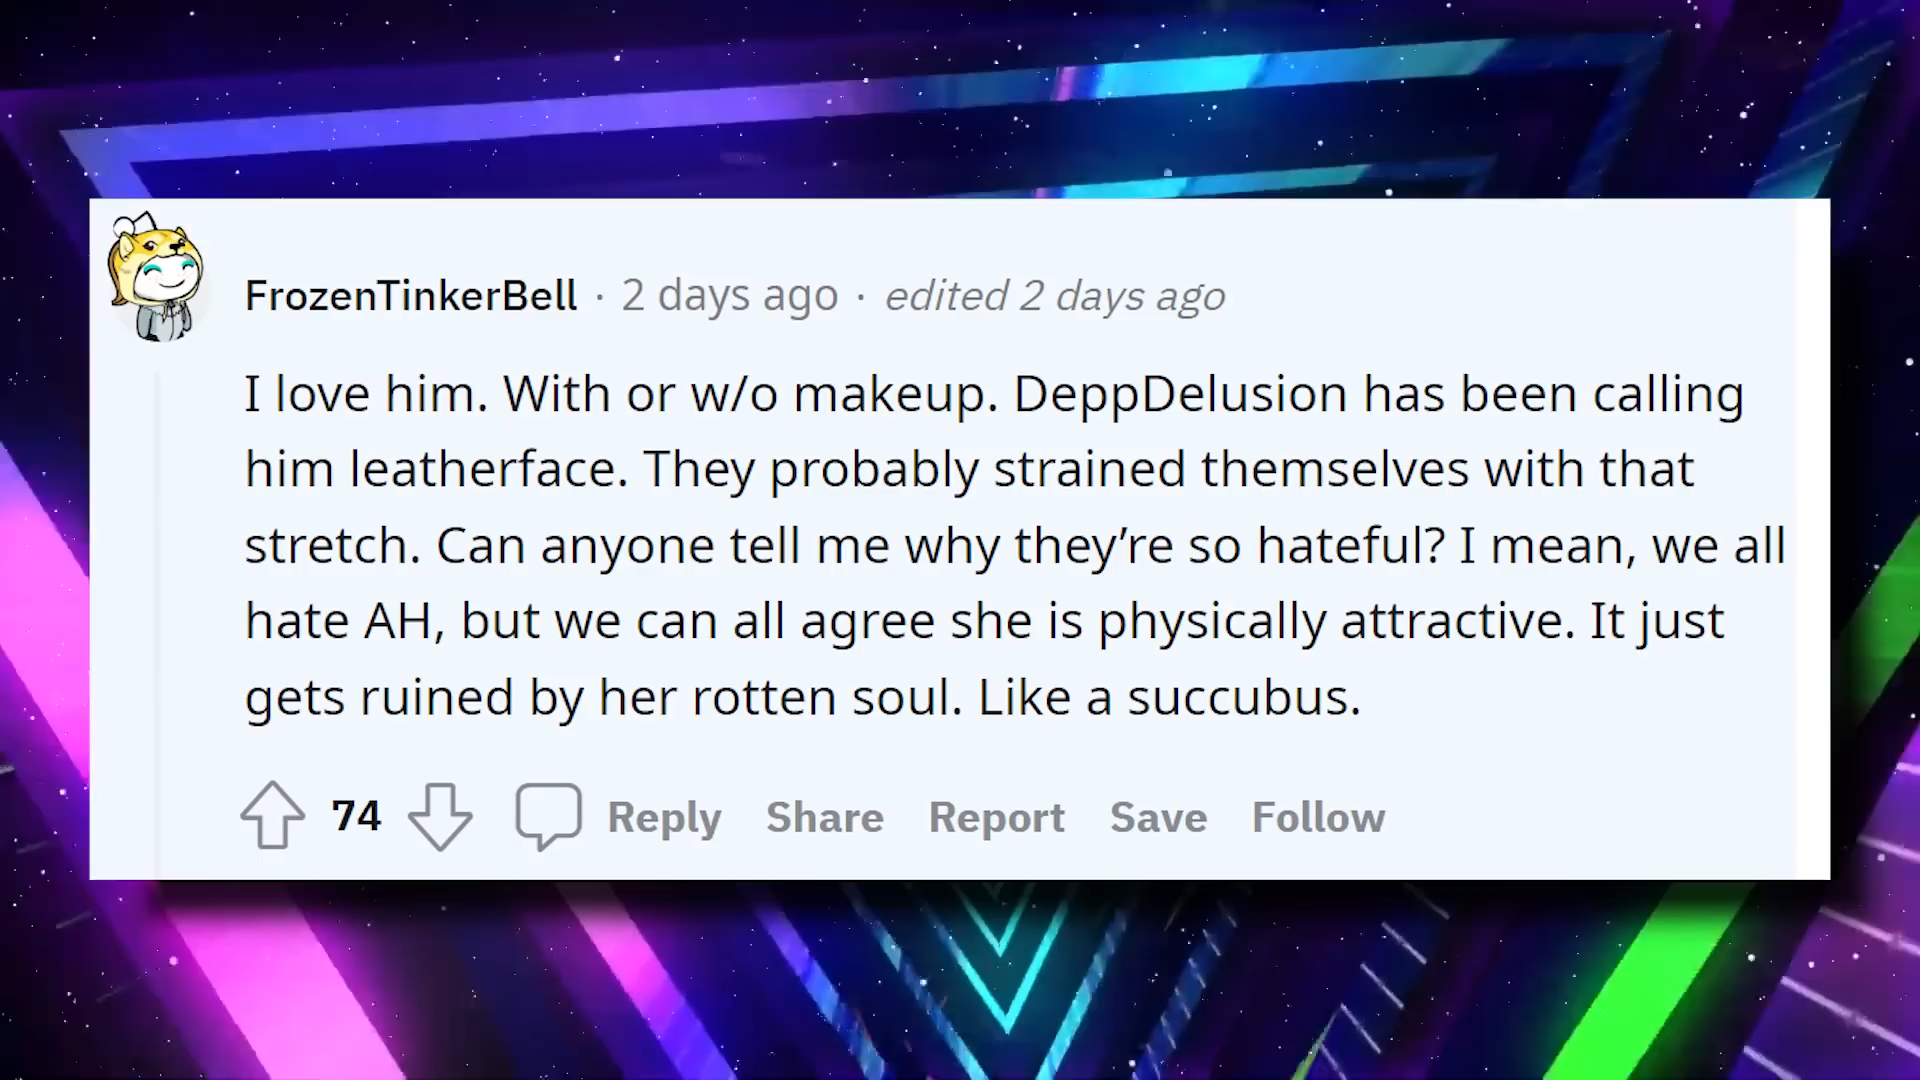 FrozenTinkerBell · 2 days ago · edited 2 days ago
I love him. With or w/o makeup. DeppDelusion has been calling
him leatherface. They probably strained themselves with that
stretch. Can anyone tell me why they’re so hateful? I mean, we all
hate AH, but we can all agree she is physically attractive. It just
gets ruined by her rotten soul. Like a succubus.
74 Reply Share Report Save Follow